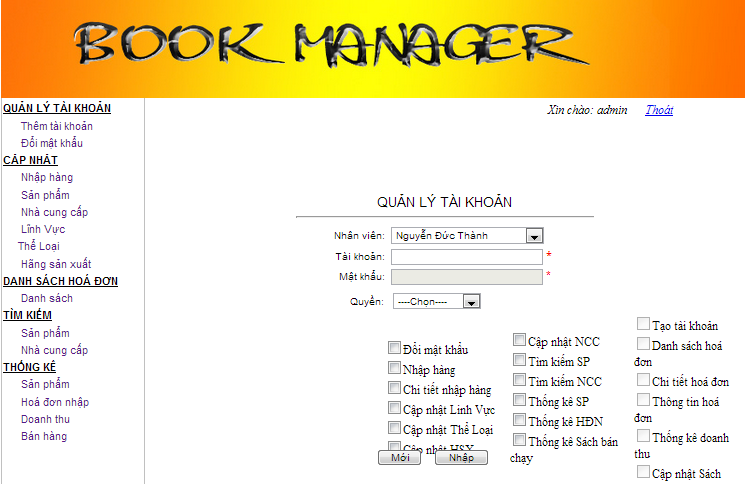 BOOK MANAGER
Xin chào: admin Thoát
QUẢN LÝ TÀI KHOẢN
Thêm tài khoản
Đổi mật khẩu
CẬP NHẬT
Nhập hàng
Sản phẩm
Nhà cung cấp
Lĩnh Vực
Thể Loại
Hãng sản xuất
DANH SÁCH HOÁ ĐƠN
Danh sách
TÌM KIẾM
Sản phẩm
Nhà cung cấp
THỐNG KÊ
Sản phẩm
Hoá đơn nhập
Doanh thu
Bán hàng
QUẢN LÝ TÀI KHOẢN
Nhân viên: Nguyễn Đức Thành
Tài khoản: *
Mật khẩu: *
Quyền: ----Chọn----
Đổi mật khẩu
Nhập hàng
Chi tiết nhập hàng
Cập nhật Linh Vực
Cập nhật Thể Loại
Cập nhật HSX
Cập nhật NCC
Tìm kiếm SP
Tìm kiếm NCC
Thống kê SP
Thống kê HĐN
Thống kê Sách bán
chạy
Tạo tài khoản
Danh sách hoá
đơn
Chi tiết hoá đơn
Thông tin hoá
đơn
Thống kê doanh
thu
Cập nhật Sách
Mới Nhập